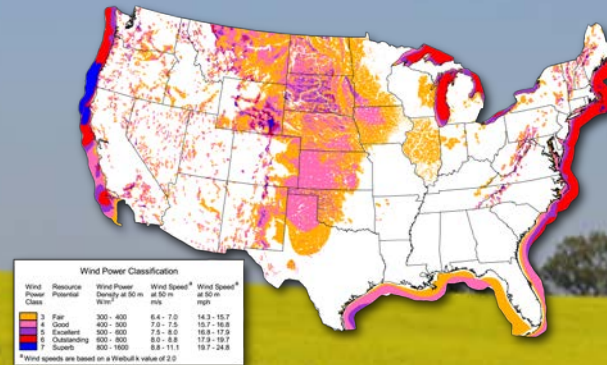 Wind Power Classification
Wind Resource Wind Power Wind Speedᵃ Wind Speedᵃ
Power Potential Density at 50 m at 50 m at 50 m
Class W/m² m/s mph
3 Fair 300 - 400 6.4 - 7.0 14.3 - 15.7
4 Good 400 - 500 7.0 - 7.5 15.7 - 16.8
5 Excellent 500 - 600 7.5 - 8.0 16.8 - 17.9
6 Outstanding 600 - 800 8.0 - 8.8 17.9 - 19.7
7 Superb 800 - 1600 8.8 - 11.1 19.7 - 24.8
ᵃ Wind speeds are based on a Weibull k value of 2.0